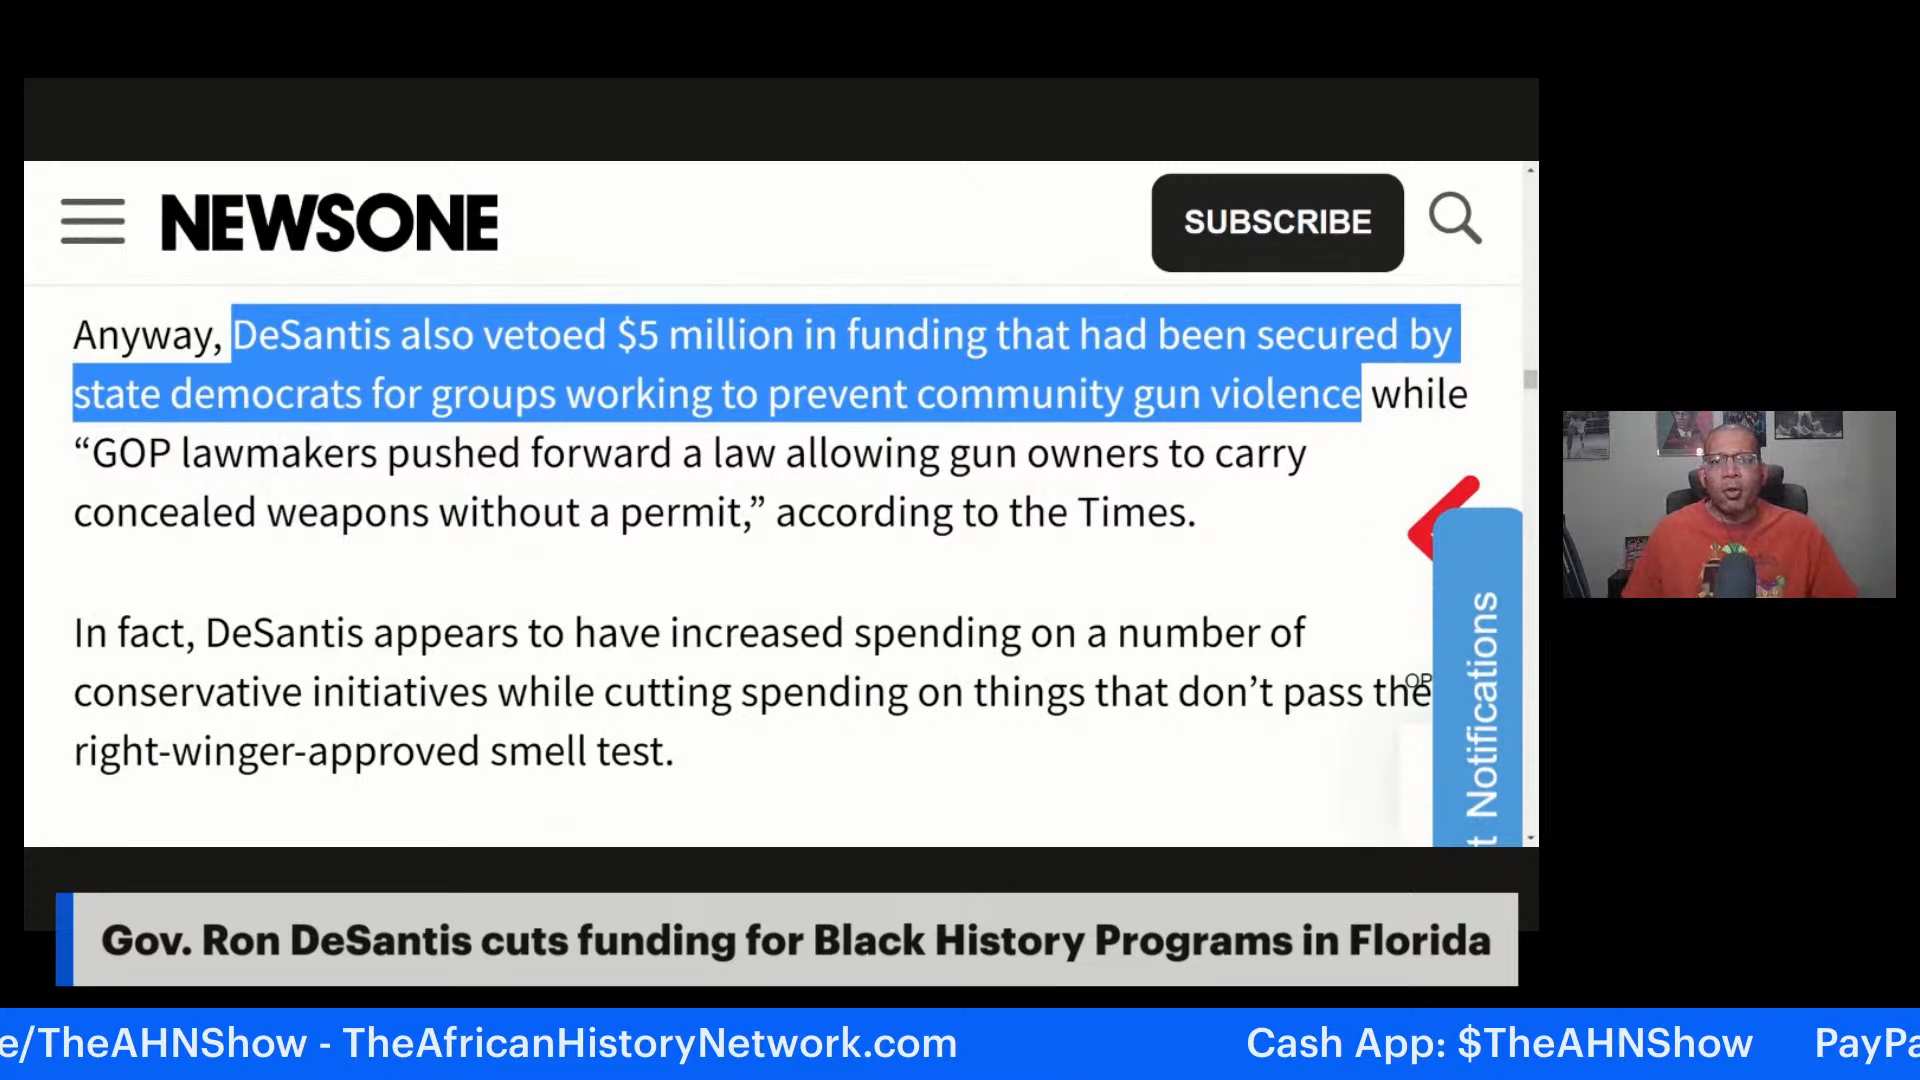 NEWSONE
SUBSCRIBE
Anyway, DeSantis also vetoed $5 million in funding that had been secured by
state democrats for groups working to prevent community gun violence while
“GOP lawmakers pushed forward a law allowing gun owners to carry
concealed weapons without a permit,” according to the Times.
In fact, DeSantis appears to have increased spending on a number of
conservative initiatives while cutting spending on things that don’t pass the
right-winger-approved smell test.
OP
t Notifications
Gov. Ron DeSantis cuts funding for Black History Programs in Florida
e/TheAHNShow - TheAfricanHistoryNetwork.com
Cash App: $TheAHNShow
PayPa